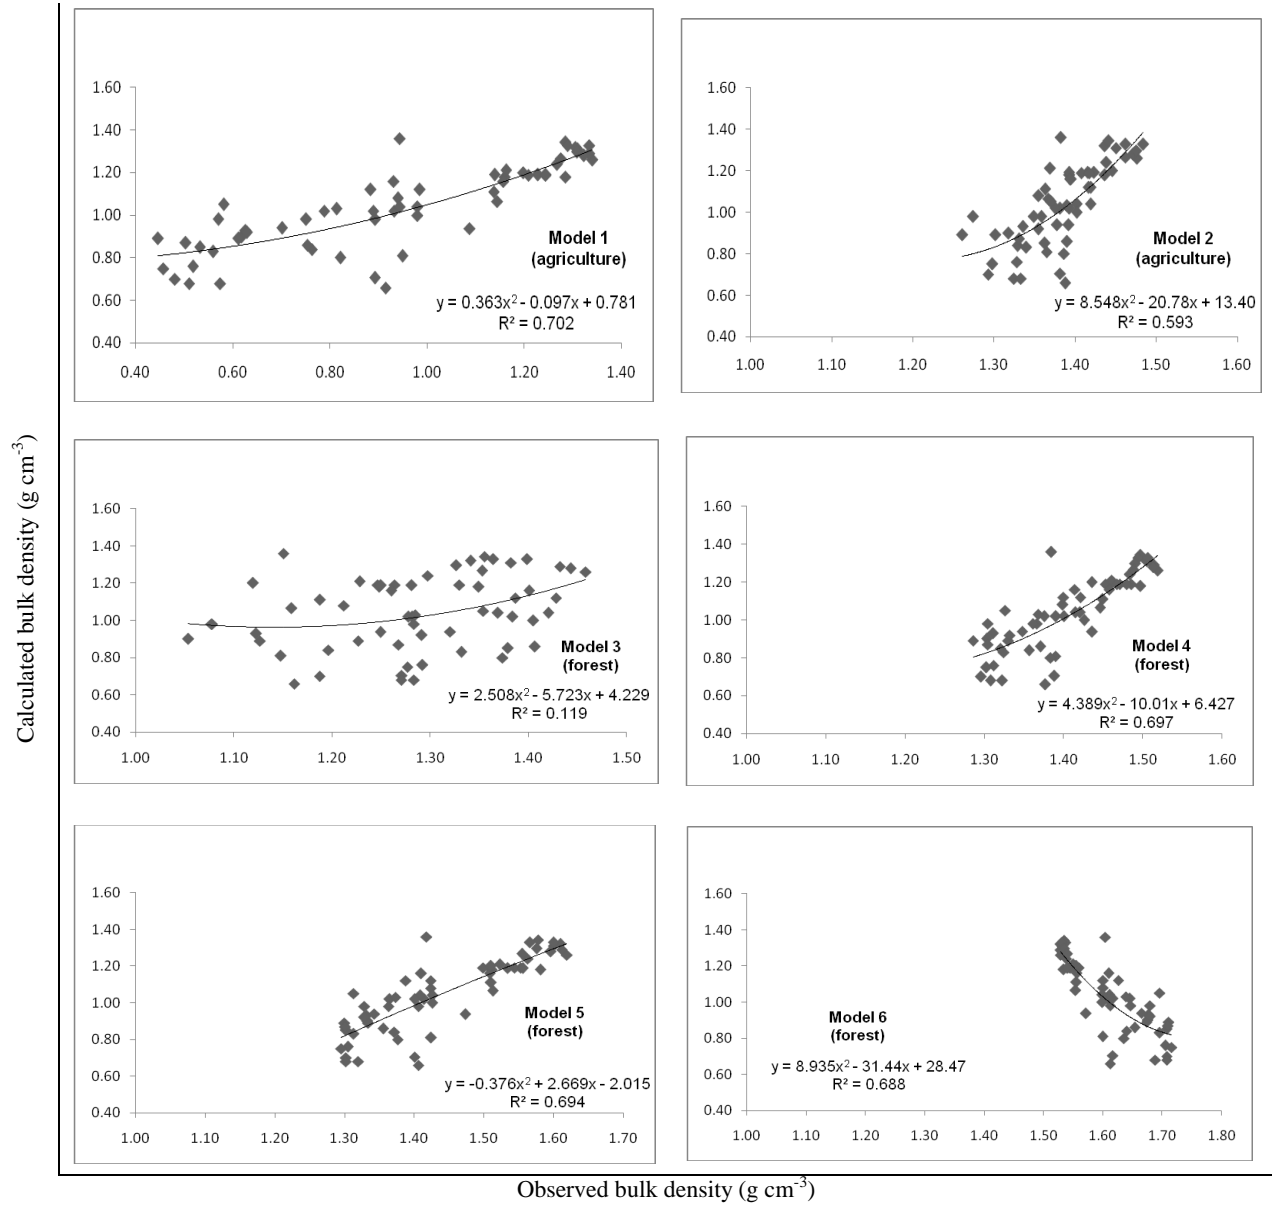 Calculated bulk density (g cm-3)
1.60
1.40
1.20
1.00
0.80
0.60
0.40
0.40 0.60 0.80 1.00 1.20 1.40
Model 1
(agriculture)
y = 0.363x2 - 0.097x + 0.781
R² = 0.702
1.60
1.40
1.20
1.00
0.80
0.60
0.40
1.00 1.10 1.20 1.30 1.40 1.50 1.60
Model 2
(agriculture)
y = 8.548x2 - 20.78x + 13.40
R² = 0.593
1.60
1.40
1.20
1.00
0.80
0.60
0.40
1.00 1.10 1.20 1.30 1.40 1.50
Model 3
(forest)
y = 2.508x2 - 5.723x + 4.229
R² = 0.119
1.60
1.40
1.20
1.00
0.80
0.60
0.40
1.00 1.10 1.20 1.30 1.40 1.50 1.60
Model 4
(forest)
y = 4.389x2 - 10.01x + 6.427
R² = 0.697
1.60
1.40
1.20
1.00
0.80
0.60
0.40
1.00 1.10 1.20 1.30 1.40 1.50 1.60 1.70
Model 5
(forest)
y = -0.376x2 + 2.669x - 2.015
R² = 0.694
1.60
1.40
1.20
1.00
0.80
0.60
0.40
1.00 1.10 1.20 1.30 1.40 1.50 1.60 1.70 1.80
Model 6
(forest)
y = 8.935x2 - 31.44x + 28.47
R² = 0.688
Observed bulk density (g cm-3)